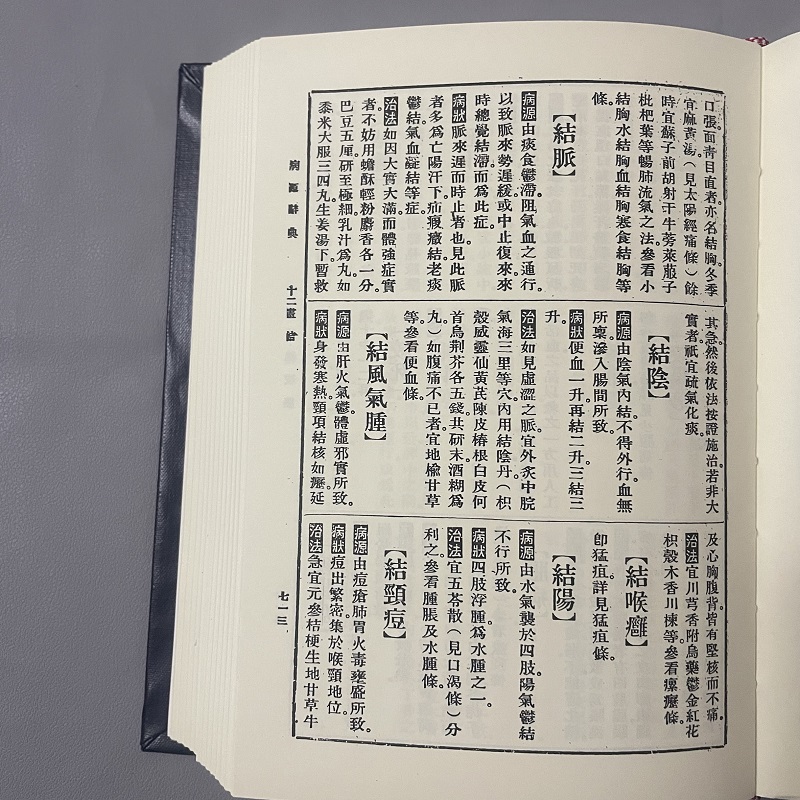 口張。面青目直者。亦名結胸。冬季
宜麻黃湯。(見太陽經痛條)餘
時宜蘇子前胡射干牛蒡萊菔子
枇杷葉等暢肺流氣之法。參看小
結胸水結胸血結胸寒食結胸等
條。
【結脈】
病源 由痰食鬱滯。阻氣血之通行。
以致脈來勢遲緩。或中止復來。來
時總覺結滯而爲此症。
病狀 脈來遲而時止者也。見此脈
者多爲亡陽汗下。疝瘕癥結。老痰
鬱結。氣血凝結等症。
治法 如因大實大滿而體強症實
者。不妨用蟾酥輕粉麝香各一分。
巴豆五厘。研至極細。乳汁爲丸。如
黍米大。服三四丸。生姜湯下。暫救
其急。然後依法按證施治。若非大
實者。祇宜疏氣化痰。
【結陰】
病源 由陰氣內結。不得外行。血無
所稟。滲入腸間所致。
病狀 便血一升。再結二升。三結三
升。
治法 如見虛澀之脈。宜外灸中脘
氣海三里等穴。內用結陰丹。(枳
殼威靈仙黃芪陳皮椿根白皮何
首烏荆芥各五錢共研末酒糊爲
丸)如腹痛不已者。宜地榆甘草
等。參看便血條。
【結風氣腫】
病源 由肝火氣鬱。體虛邪實所致。
病狀 身發寒熱。頸項結核如癧。延
及心胸腹背。皆有堅核而不痛。
治法 宜川芎香附烏藥鬱金紅花
枳殼木香川楝等。參看瘰癧條。
【結喉癰】
卽猛疽。詳見猛疽條。
【結陽】
病源 由水氣襲於四肢。陽氣鬱結
不行所致。
病狀 四肢浮腫。爲水腫之一。
治法 宜五苓散(見口渴條)分
利之。參看腫脹及水腫條。
【結頸痘】
病源 由痘瘡肺胃火毒壅盛所致。
病狀 痘出繁密。集於喉頸地位。
治法 急宜元參桔梗生地甘草牛
病源辭典
十二畫 結
七一三